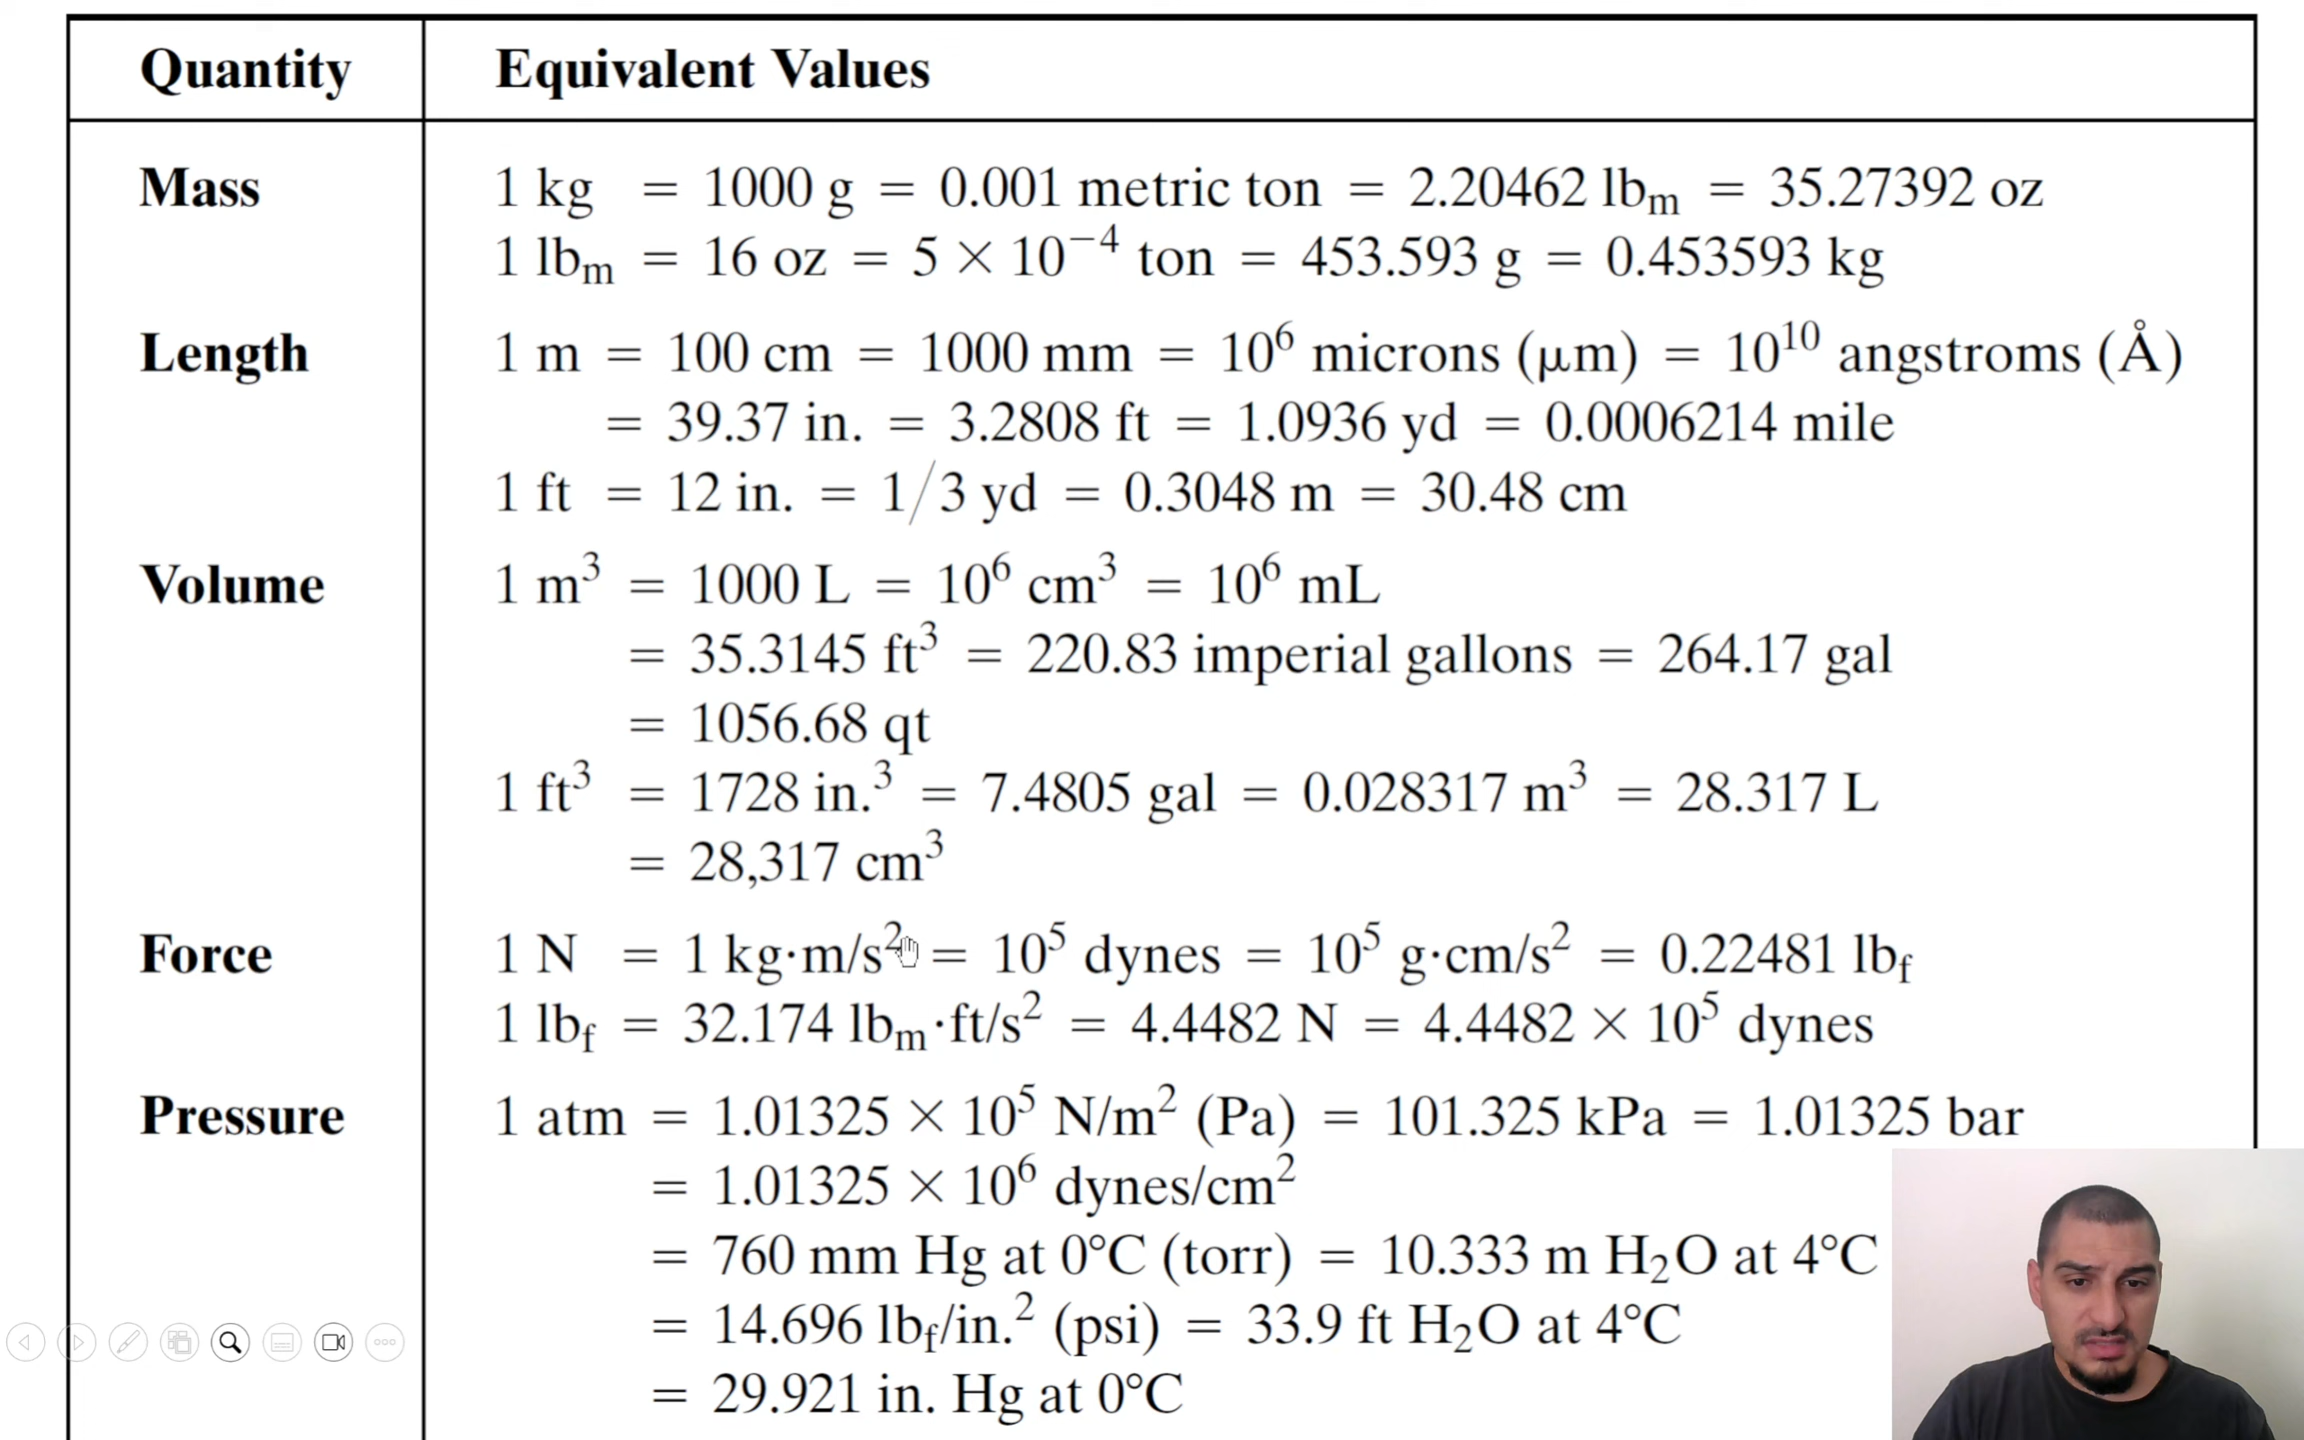 Quantity Equivalent Values
Mass 1 kg = 1000 g = 0.001 metric ton = 2.20462 lbₘ = 35.27392 oz
1 lbₘ = 16 oz = 5 × 10⁻⁴ ton = 453.593 g = 0.453593 kg
Length 1 m = 100 cm = 1000 mm = 10⁶ microns (μm) = 10¹⁰ angstroms (Å)
= 39.37 in. = 3.2808 ft = 1.0936 yd = 0.0006214 mile
1 ft = 12 in. = 1/3 yd = 0.3048 m = 30.48 cm
Volume 1 m³ = 1000 L = 10⁶ cm³ = 10⁶ mL
= 35.3145 ft³ = 220.83 imperial gallons = 264.17 gal
= 1056.68 qt
1 ft³ = 1728 in.³ = 7.4805 gal = 0.028317 m³ = 28.317 L
= 28,317 cm³
Force 1 N = 1 kg·m/s² = 10⁵ dynes = 10⁵ g·cm/s² = 0.22481 lb_f
1 lb_f = 32.174 lbₘ·ft/s² = 4.4482 N = 4.4482 × 10⁵ dynes
Pressure 1 atm = 1.01325 × 10⁵ N/m² (Pa) = 101.325 kPa = 1.01325 bar
= 1.01325 × 10⁶ dynes/cm²
= 760 mm Hg at 0°C (torr) = 10.333 m H₂O at 4°C
= 14.696 lb_f/in.² (psi) = 33.9 ft H₂O at 4°C
= 29.921 in. Hg at 0°C